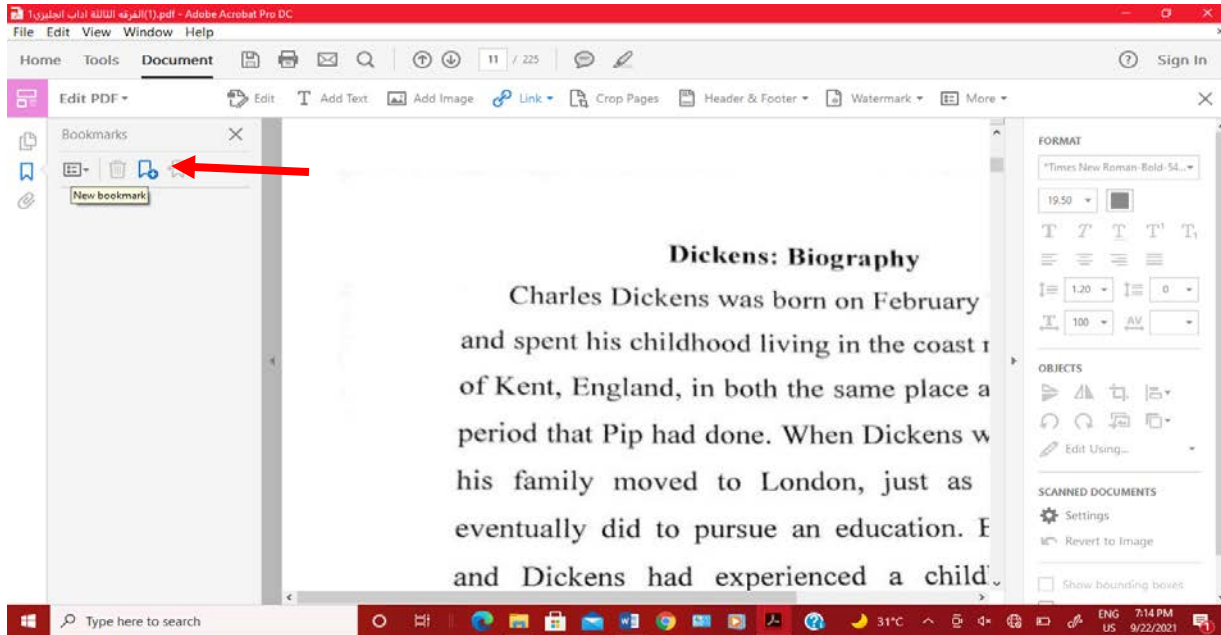 الفرقه الثالثة اداب انجليزي1(1).pdf - Adobe Acrobat Pro DC
File Edit View Window Help
Home Tools Document 11 / 225 Sign In
Edit PDF Edit Add Text Add Image Link Crop Pages Header & Footer Watermark More
Bookmarks
New bookmark
Dickens: Biography
Charles Dickens was born on February
and spent his childhood living in the coast
of Kent, England, in both the same place a
period that Pip had done. When Dickens w
his family moved to London, just as
eventually did to pursue an education.
and Dickens had experienced a child
FORMAT
*Times New Roman-Bold-54...
19.50
1.20 0
100 AV
OBJECTS
Edit Using...
SCANNED DOCUMENTS
Settings
Revert to Image
Show bounding boxes
Type here to search 31°C ENG 7:14 PM
US 9/22/2021